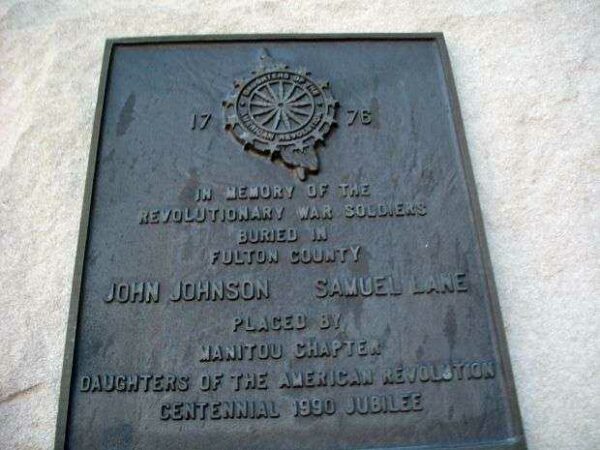 DAUGHTERS OF THE
AMERICAN REVOLUTION
17 76
IN MEMORY OF THE
REVOLUTIONARY WAR SOLDIERS
BURIED IN
FULTON COUNTY
JOHN JOHNSON SAMUEL LANE
PLACED BY
MANITOU CHAPTER
DAUGHTERS OF THE AMERICAN REVOLUTION
CENTENNIAL 1990 JUBILEE